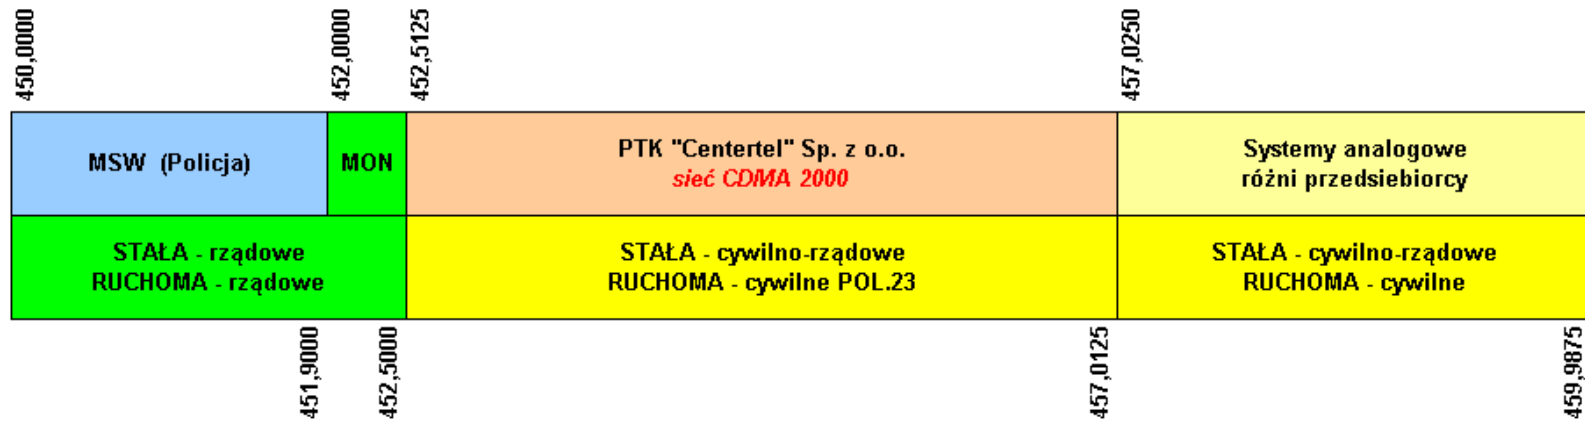 450,0000
452,0000
452,5125
457,0250
MSW (Policja)
MON
PTK "Centertel" Sp. z o.o.
sieć CDMA 2000
Systemy analogowe
różni przedsiebiorcy
STAŁA - rządowe
RUCHOMA - rządowe
STAŁA - cywilno-rządowe
RUCHOMA - cywilne POL.23
STAŁA - cywilno-rządowe
RUCHOMA - cywilne
451,9000
452,5000
457,0125
459,9875